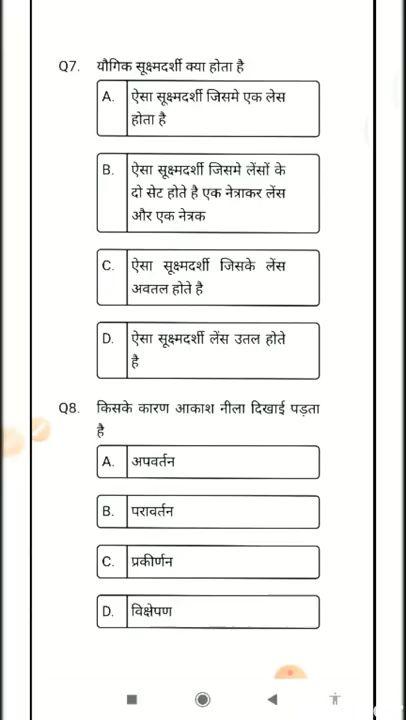 Q7. यौगिक सूक्ष्मदर्शी क्या होता है
A. ऐसा सूक्ष्मदर्शी जिसमे एक लेस
होता है
B. ऐसा सूक्ष्मदर्शी जिसमे लेंसों के
दो सेट होते है एक नेत्राकर लेंस
और एक नेत्रक
C. ऐसा सूक्ष्मदर्शी जिसके लेंस
अवतल होते है
D. ऐसा सूक्ष्मदर्शी लेंस उतल होते
है
Q8. किसके कारण आकाश नीला दिखाई पड़ता
है
A. अपवर्तन
B. परावर्तन
C. प्रकीर्णन
D. विक्षेपण